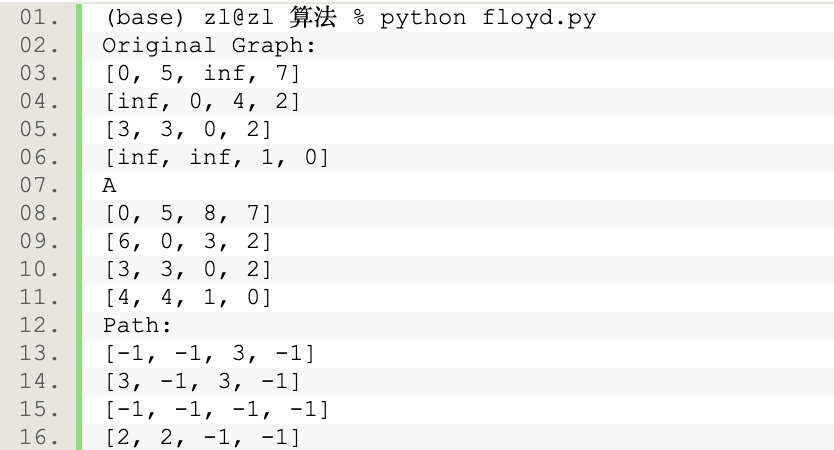 01. (base) zl@zl 算法 % python floyd.py
02. Original Graph:
03. [0, 5, inf, 7]
04. [inf, 0, 4, 2]
05. [3, 3, 0, 2]
06. [inf, inf, 1, 0]
07. A
08. [0, 5, 8, 7]
09. [6, 0, 3, 2]
10. [3, 3, 0, 2]
11. [4, 4, 1, 0]
12. Path:
13. [-1, -1, 3, -1]
14. [3, -1, 3, -1]
15. [-1, -1, -1, -1]
16. [2, 2, -1, -1]